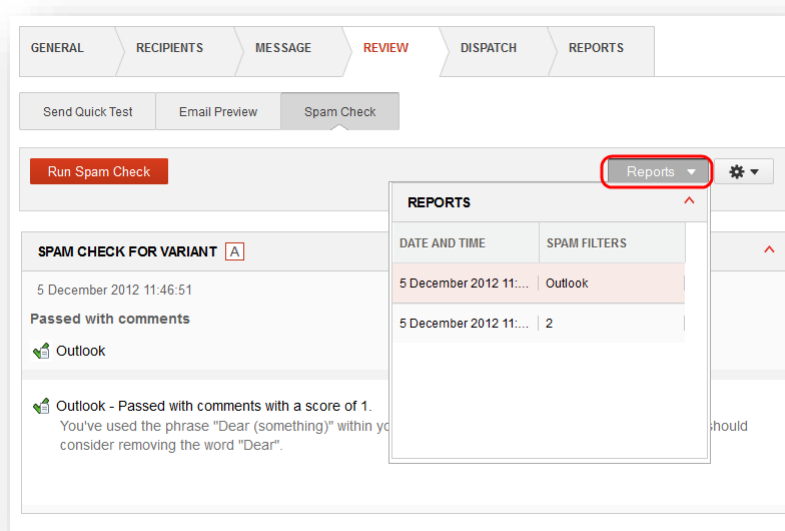 GENERAL RECIPIENTS MESSAGE REVIEW DISPATCH REPORTS
Send Quick Test Email Preview Spam Check
Run Spam Check Reports
REPORTS
DATE AND TIME SPAM FILTERS
5 December 2012 11:... Outlook
5 December 2012 11:... 2
SPAM CHECK FOR VARIANT A
5 December 2012 11:46:51
Passed with comments
Outlook
Outlook - Passed with comments with a score of 1.
You've used the phrase "Dear (something)" within yo should
consider removing the word "Dear".